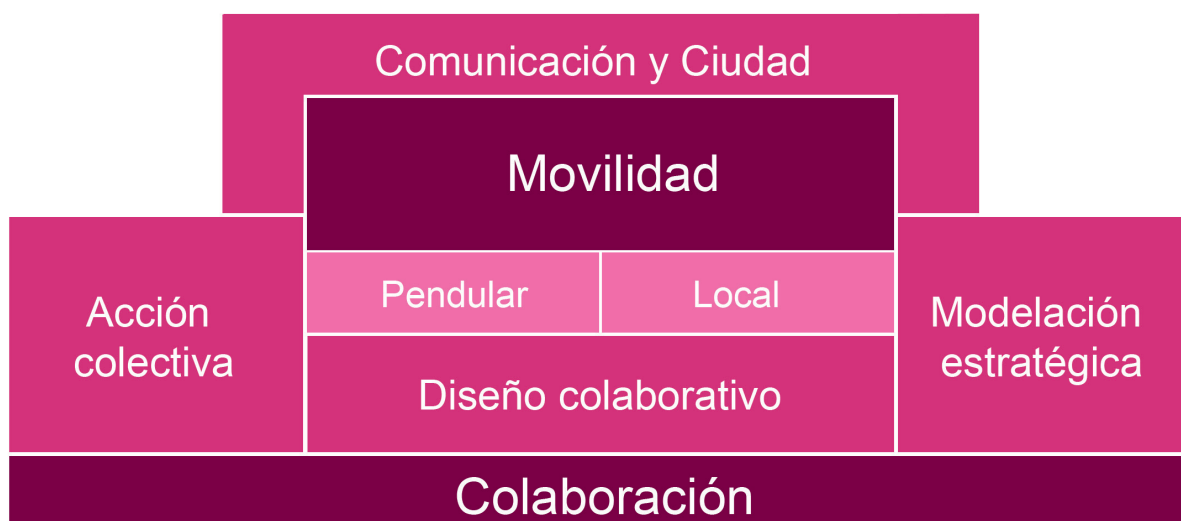 Comunicación y Ciudad
Movilidad
Pendular
Local
Acción
colectiva
Diseño colaborativo
Modelación
estratégica
Colaboración